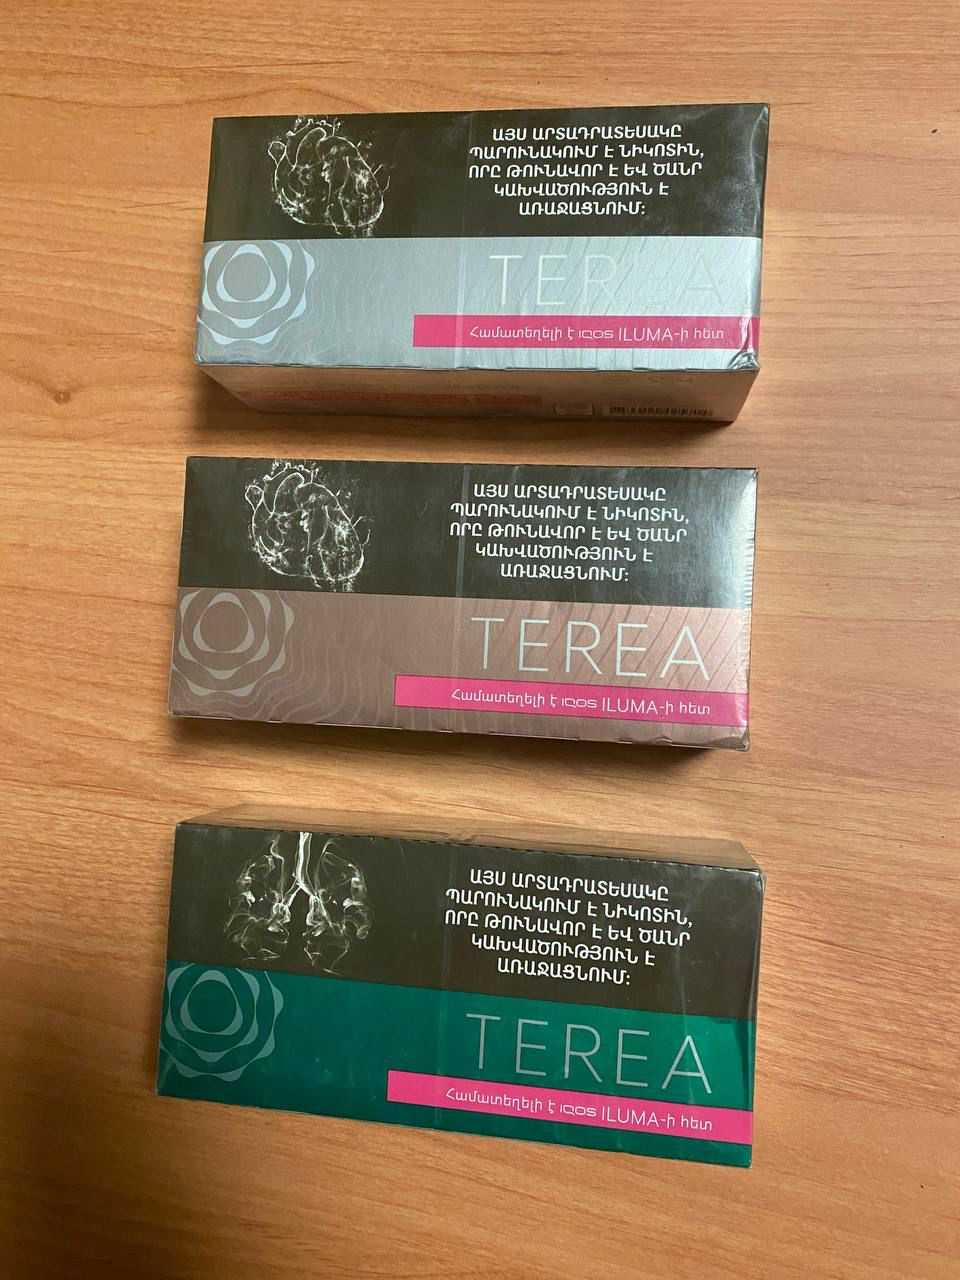 ԱՅՍ ԱՐՏԱԴՐԱՏԵՍԱԿԸ
ՊԱՐՈՒՆԱԿՈՒՄ Է ՆԻԿՈՏԻՆ,
ՈՐԸ ԹՈՒՆԱՎՈՐ Է ԵՎ ԾԱՆՐ
ԿԱԽՎԱԾՈՒԹՅՈՒՆ Է
ԱՌԱՋԱՑՆՈՒՄ:
TEREA
Համատեղելի է IQOS ILUMA-ի հետ
ԱՅՍ ԱՐՏԱԴՐԱՏԵՍԱԿԸ
ՊԱՐՈՒՆԱԿՈՒՄ Է ՆԻԿՈՏԻՆ,
ՈՐԸ ԹՈՒՆԱՎՈՐ Է ԵՎ ԾԱՆՐ
ԿԱԽՎԱԾՈՒԹՅՈՒՆ Է
ԱՌԱՋԱՑՆՈՒՄ:
TEREA
Համատեղելի է IQOS ILUMA-ի հետ
ԱՅՍ ԱՐՏԱԴՐԱՏԵՍԱԿԸ
ՊԱՐՈՒՆԱԿՈՒՄ Է ՆԻԿՈՏԻՆ,
ՈՐԸ ԹՈՒՆԱՎՈՐ Է ԵՎ ԾԱՆՐ
ԿԱԽՎԱԾՈՒԹՅՈՒՆ Է
ԱՌԱՋԱՑՆՈՒՄ:
TEREA
Համատեղելի է IQOS ILUMA-ի հետ